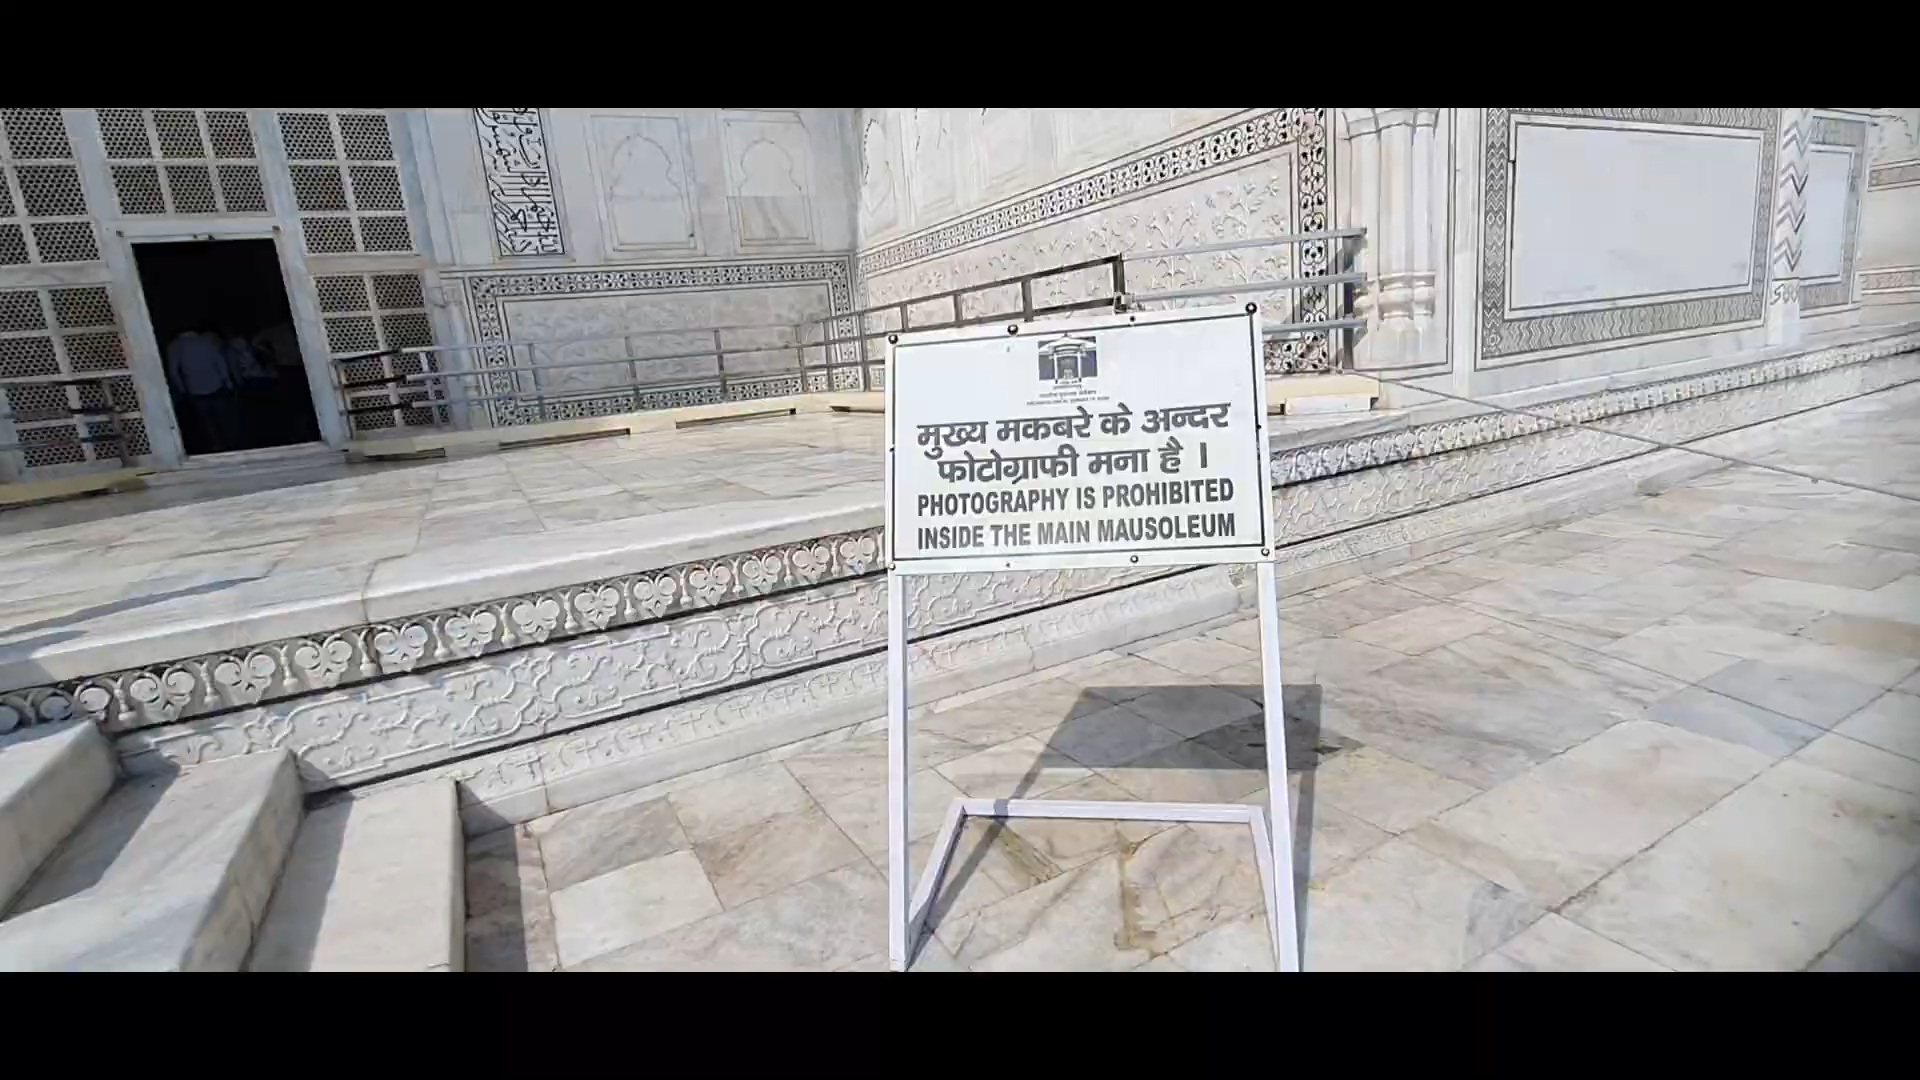 मुख्य मकबरे के अन्दर
फोटोग्राफी मना है ।
PHOTOGRAPHY IS PROHIBITED
INSIDE THE MAIN MAUSOLEUM